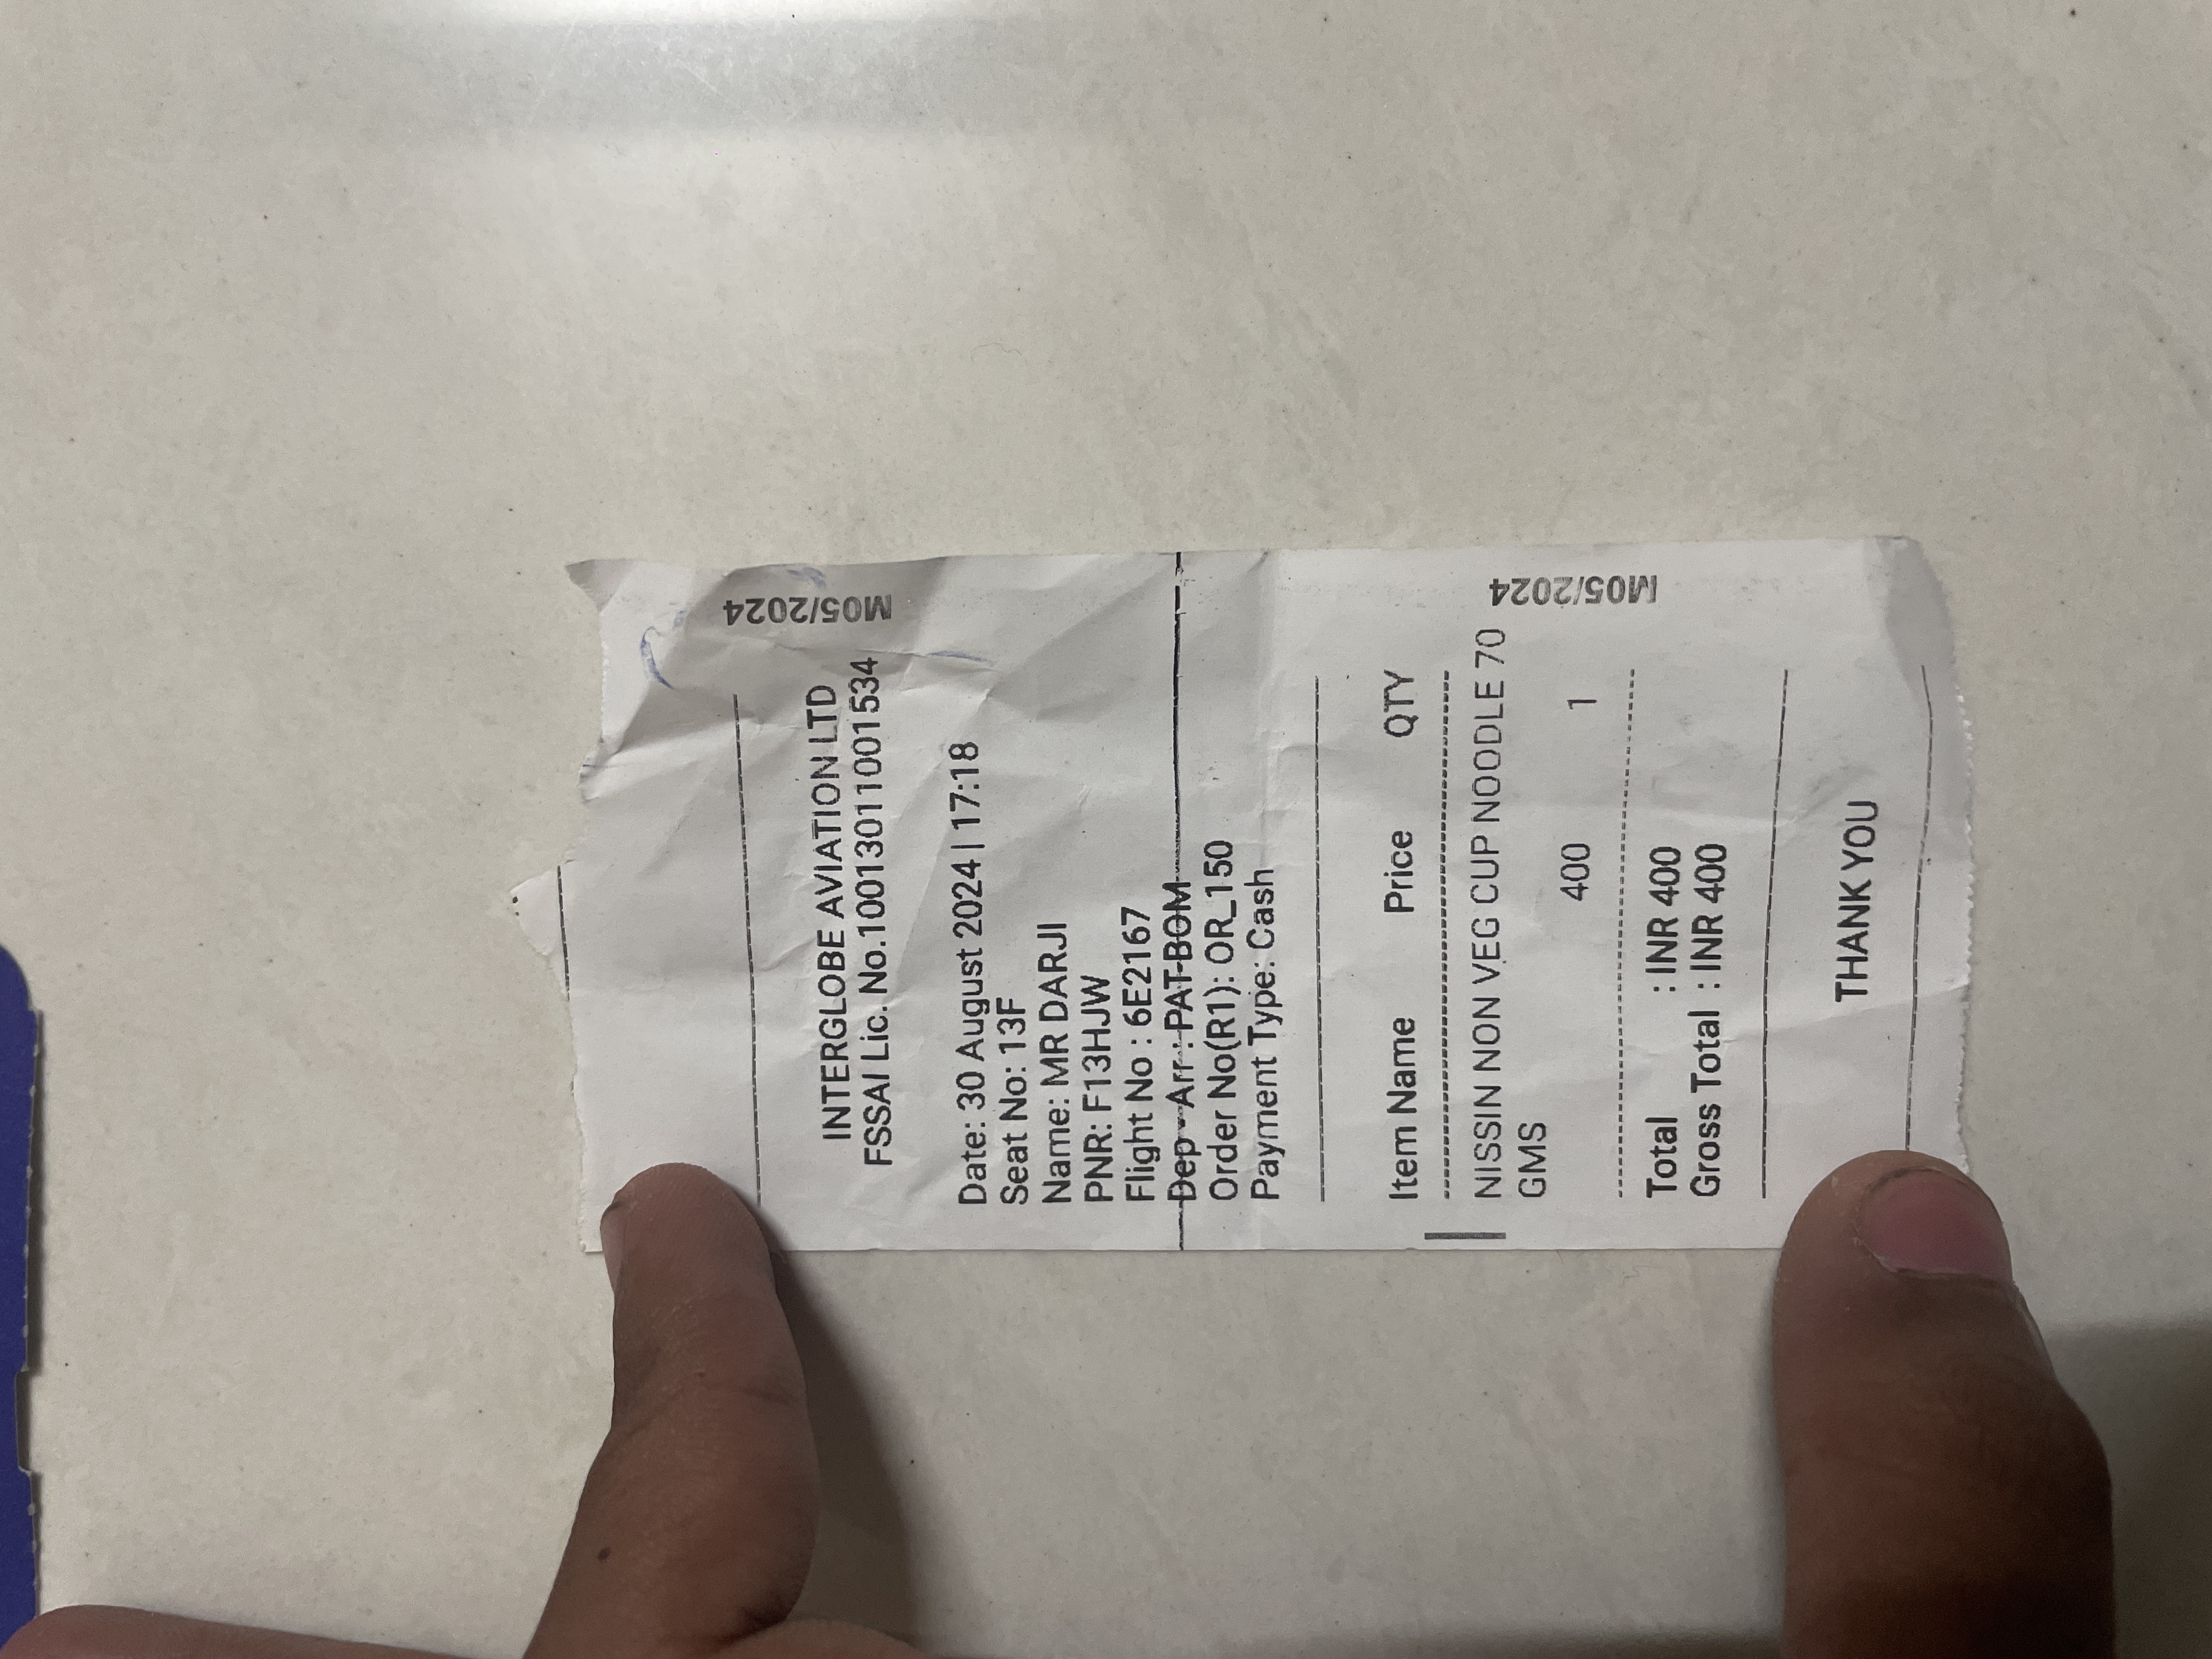 INTERGLOBE AVIATION LTD
FSSAI Lic. No.10013011001534
Date: 30 August 2024 | 17:18
Seat No: 13F
Name: MR DARJI
PNR: F13HJW
Flight No : 6E2167
Dep - Arr : PAT-BOM
Order No(R1): OR_150
Payment Type: Cash
Item Name Price QTY
NISSIN NON VEG CUP NOODLE 70
GMS
400 1
Total : INR 400
Gross Total : INR 400
THANK YOU
M05/2024
M05/2024